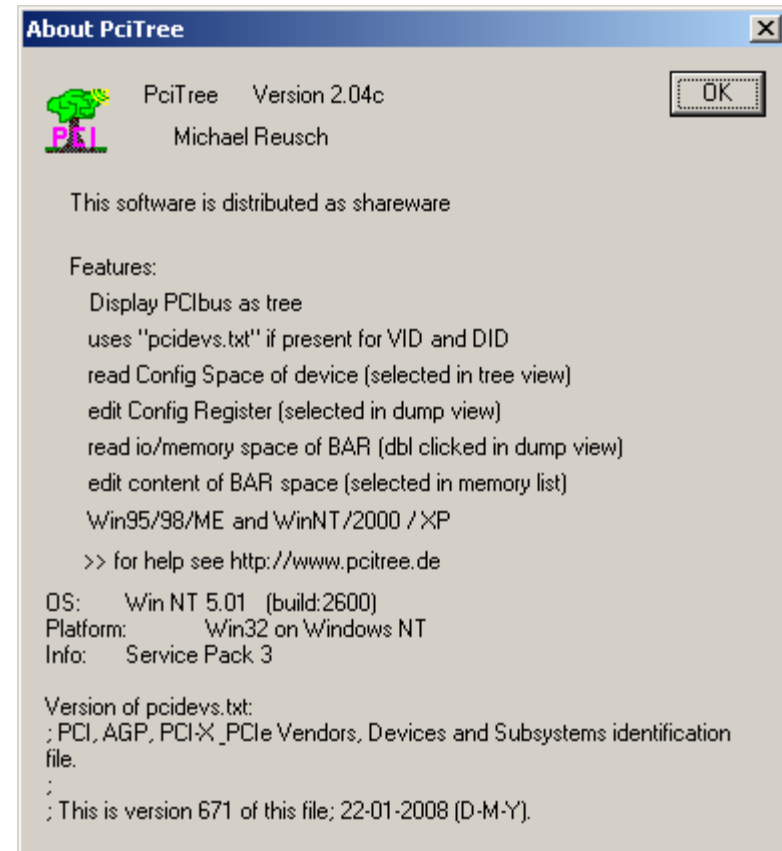 About PciTree
PciTree Version 2.04c
OK
PCI
Michael Reusch
This software is distributed as shareware
Features:
Display PCIbus as tree
uses "pcidevs.txt" if present for VID and DID
read Config Space of device (selected in tree view)
edit Config Register (selected in dump view)
read io/memory space of BAR (dbl clicked in dump view)
edit content of BAR space (selected in memory list)
Win95/98/ME and WinNT/2000 / XP
>> for help see http://www.pcitree.de
OS: Win NT 5.01 (build:2600)
Platform: Win32 on Windows NT
Info: Service Pack 3
Version of pcidevs.txt:
; PCI, AGP, PCI-X_PCIe Vendors, Devices and Subsystems identification
file.
;
; This is version 671 of this file; 22-01-2008 (D-M-Y).